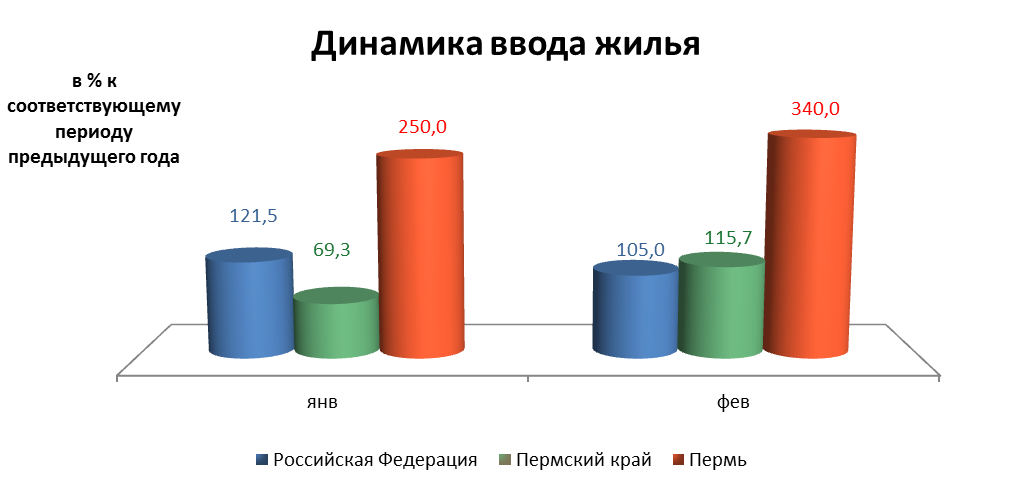 Динамика ввода жилья
в % к
соответствующему
периоду
предыдущего года
250,0
340,0
121,5
69,3
105,0
115,7
янв
фев
Российская Федерация
Пермский край
Пермь